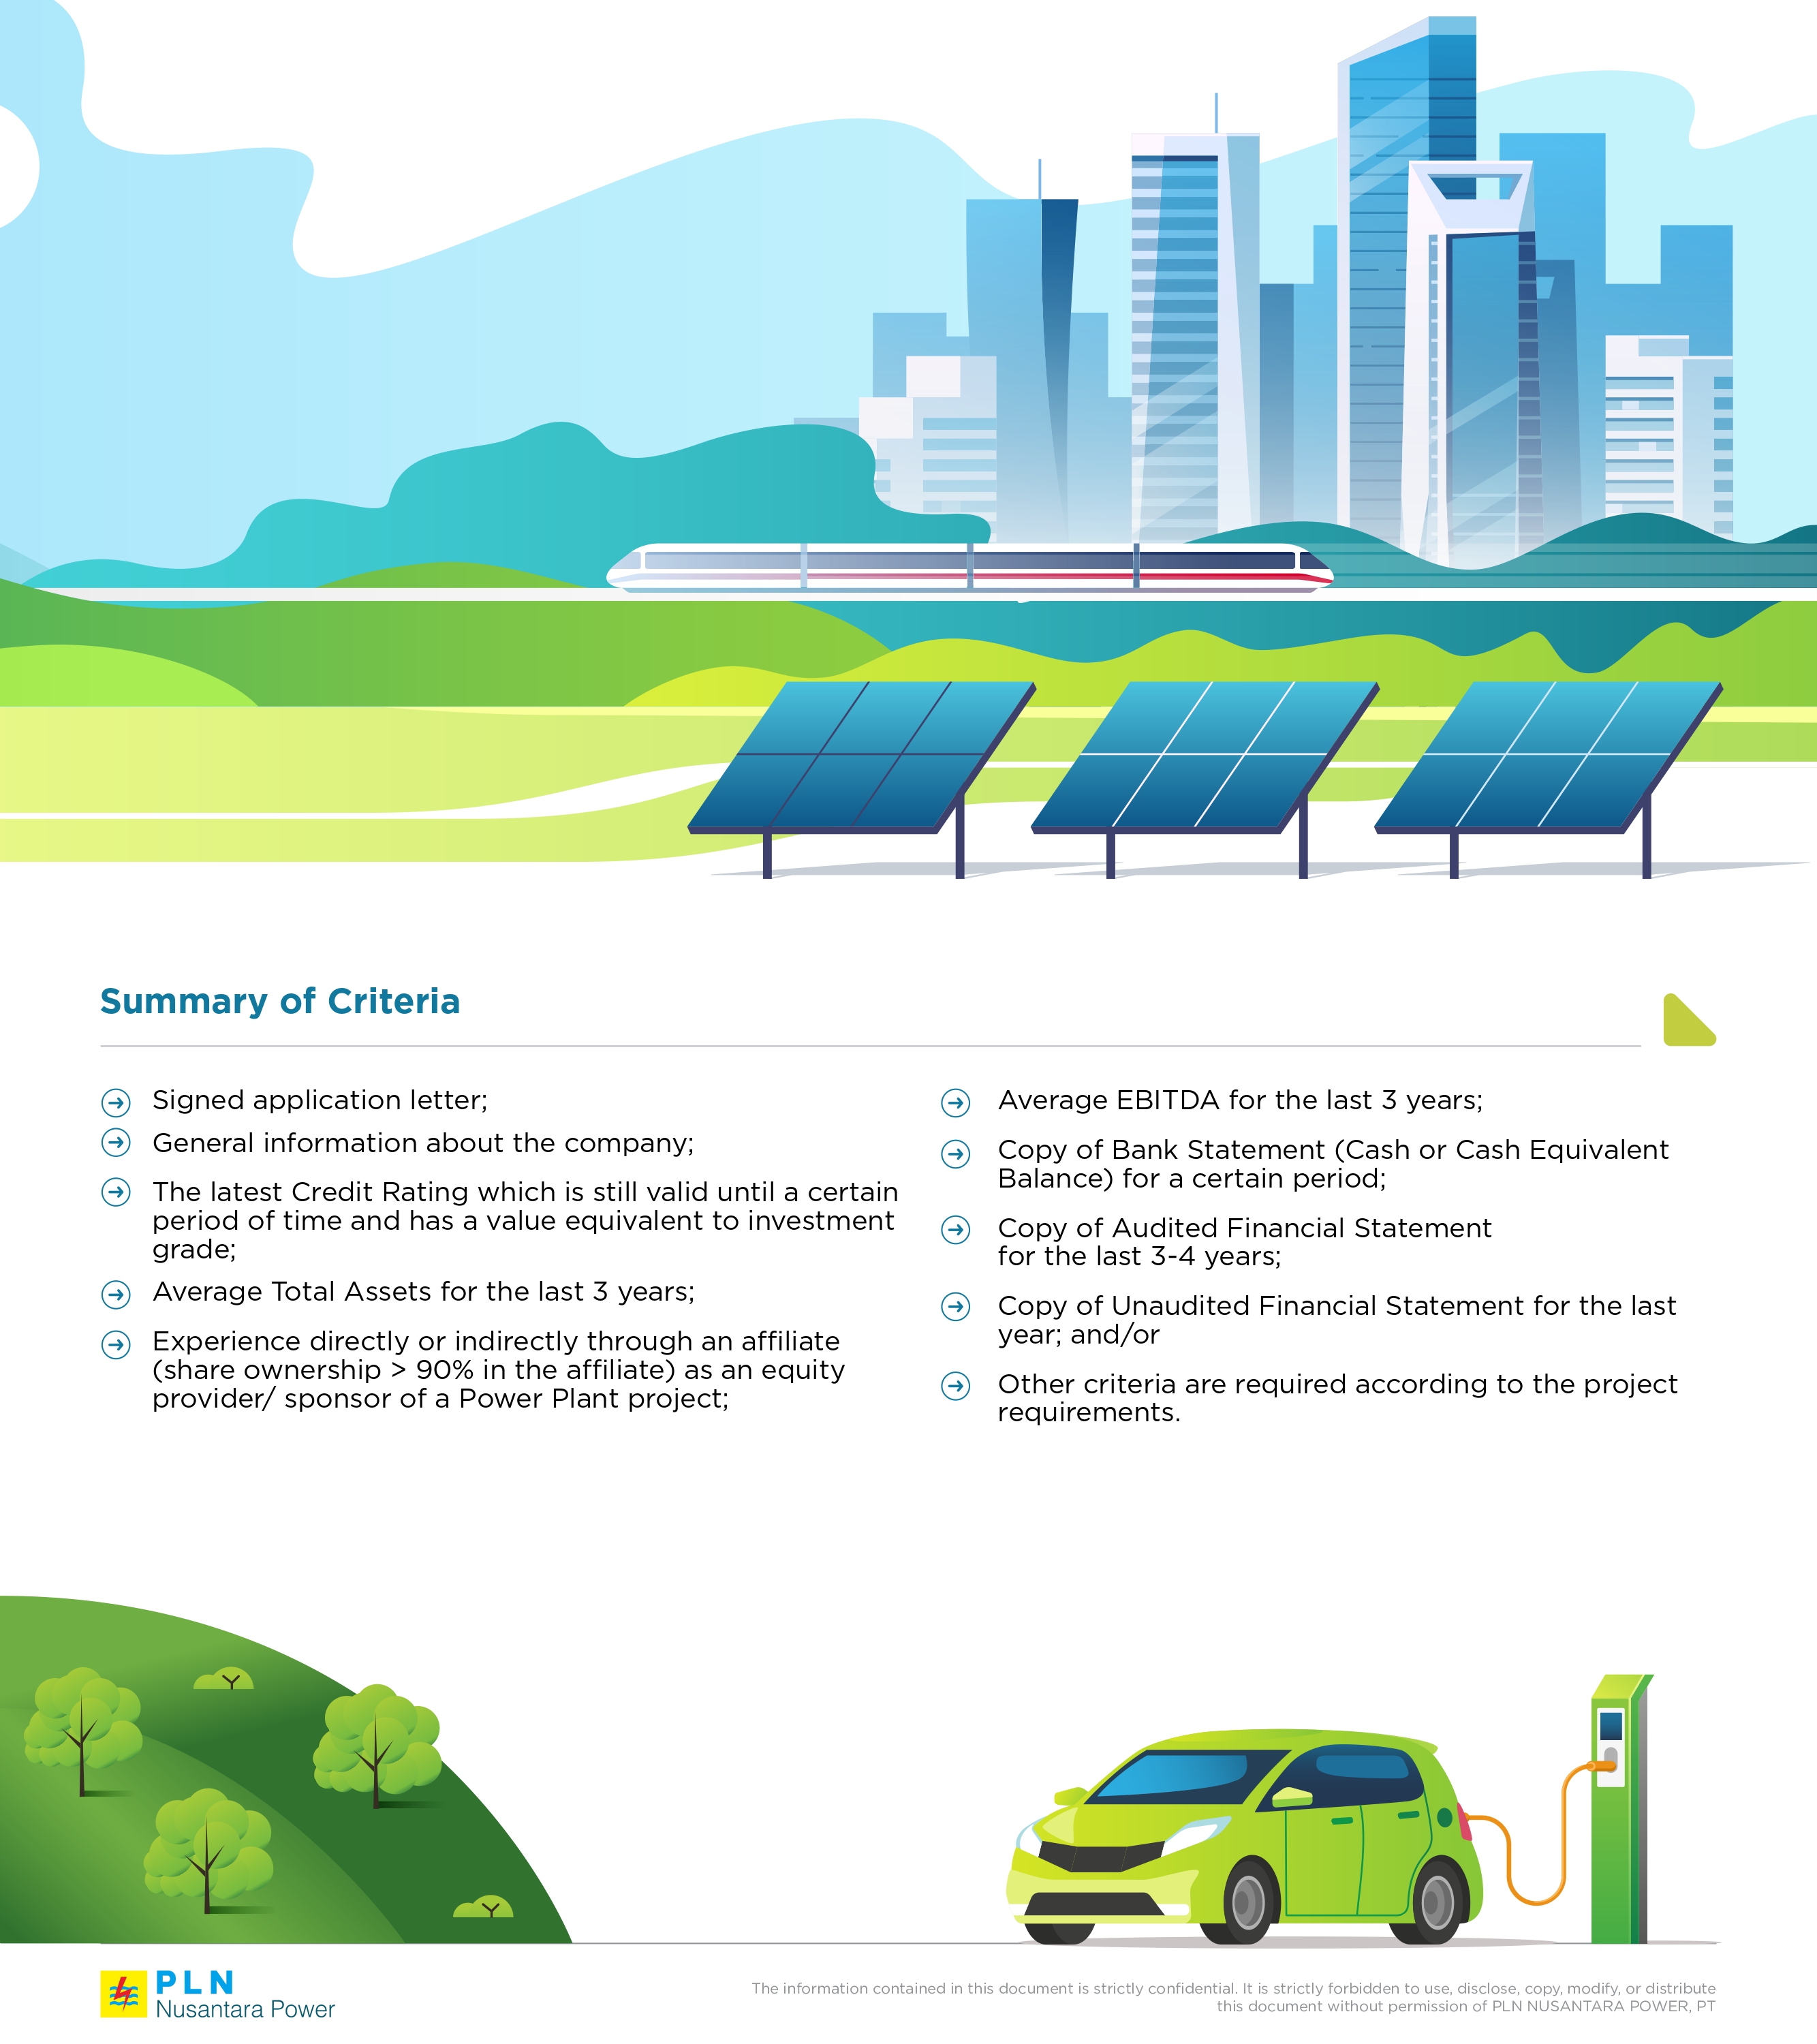 Summary of Criteria
Signed application letter;
General information about the company;
The latest Credit Rating which is still valid until a certain
period of time and has a value equivalent to investment
grade;
Average Total Assets for the last 3 years;
Experience directly or indirectly through an affiliate
(share ownership > 90% in the affiliate) as an equity
provider/ sponsor of a Power Plant project;
Average EBITDA for the last 3 years;
Copy of Bank Statement (Cash or Cash Equivalent
Balance) for a certain period;
Copy of Audited Financial Statement
for the last 3-4 years;
Copy of Unaudited Financial Statement for the last
year; and/or
Other criteria are required according to the project
requirements.
PLN
Nusantara Power
The information contained in this document is strictly confidential. It is strictly forbidden to use, disclose, copy, modify, or distribute
this document without permission of PLN NUSANTARA POWER, PT